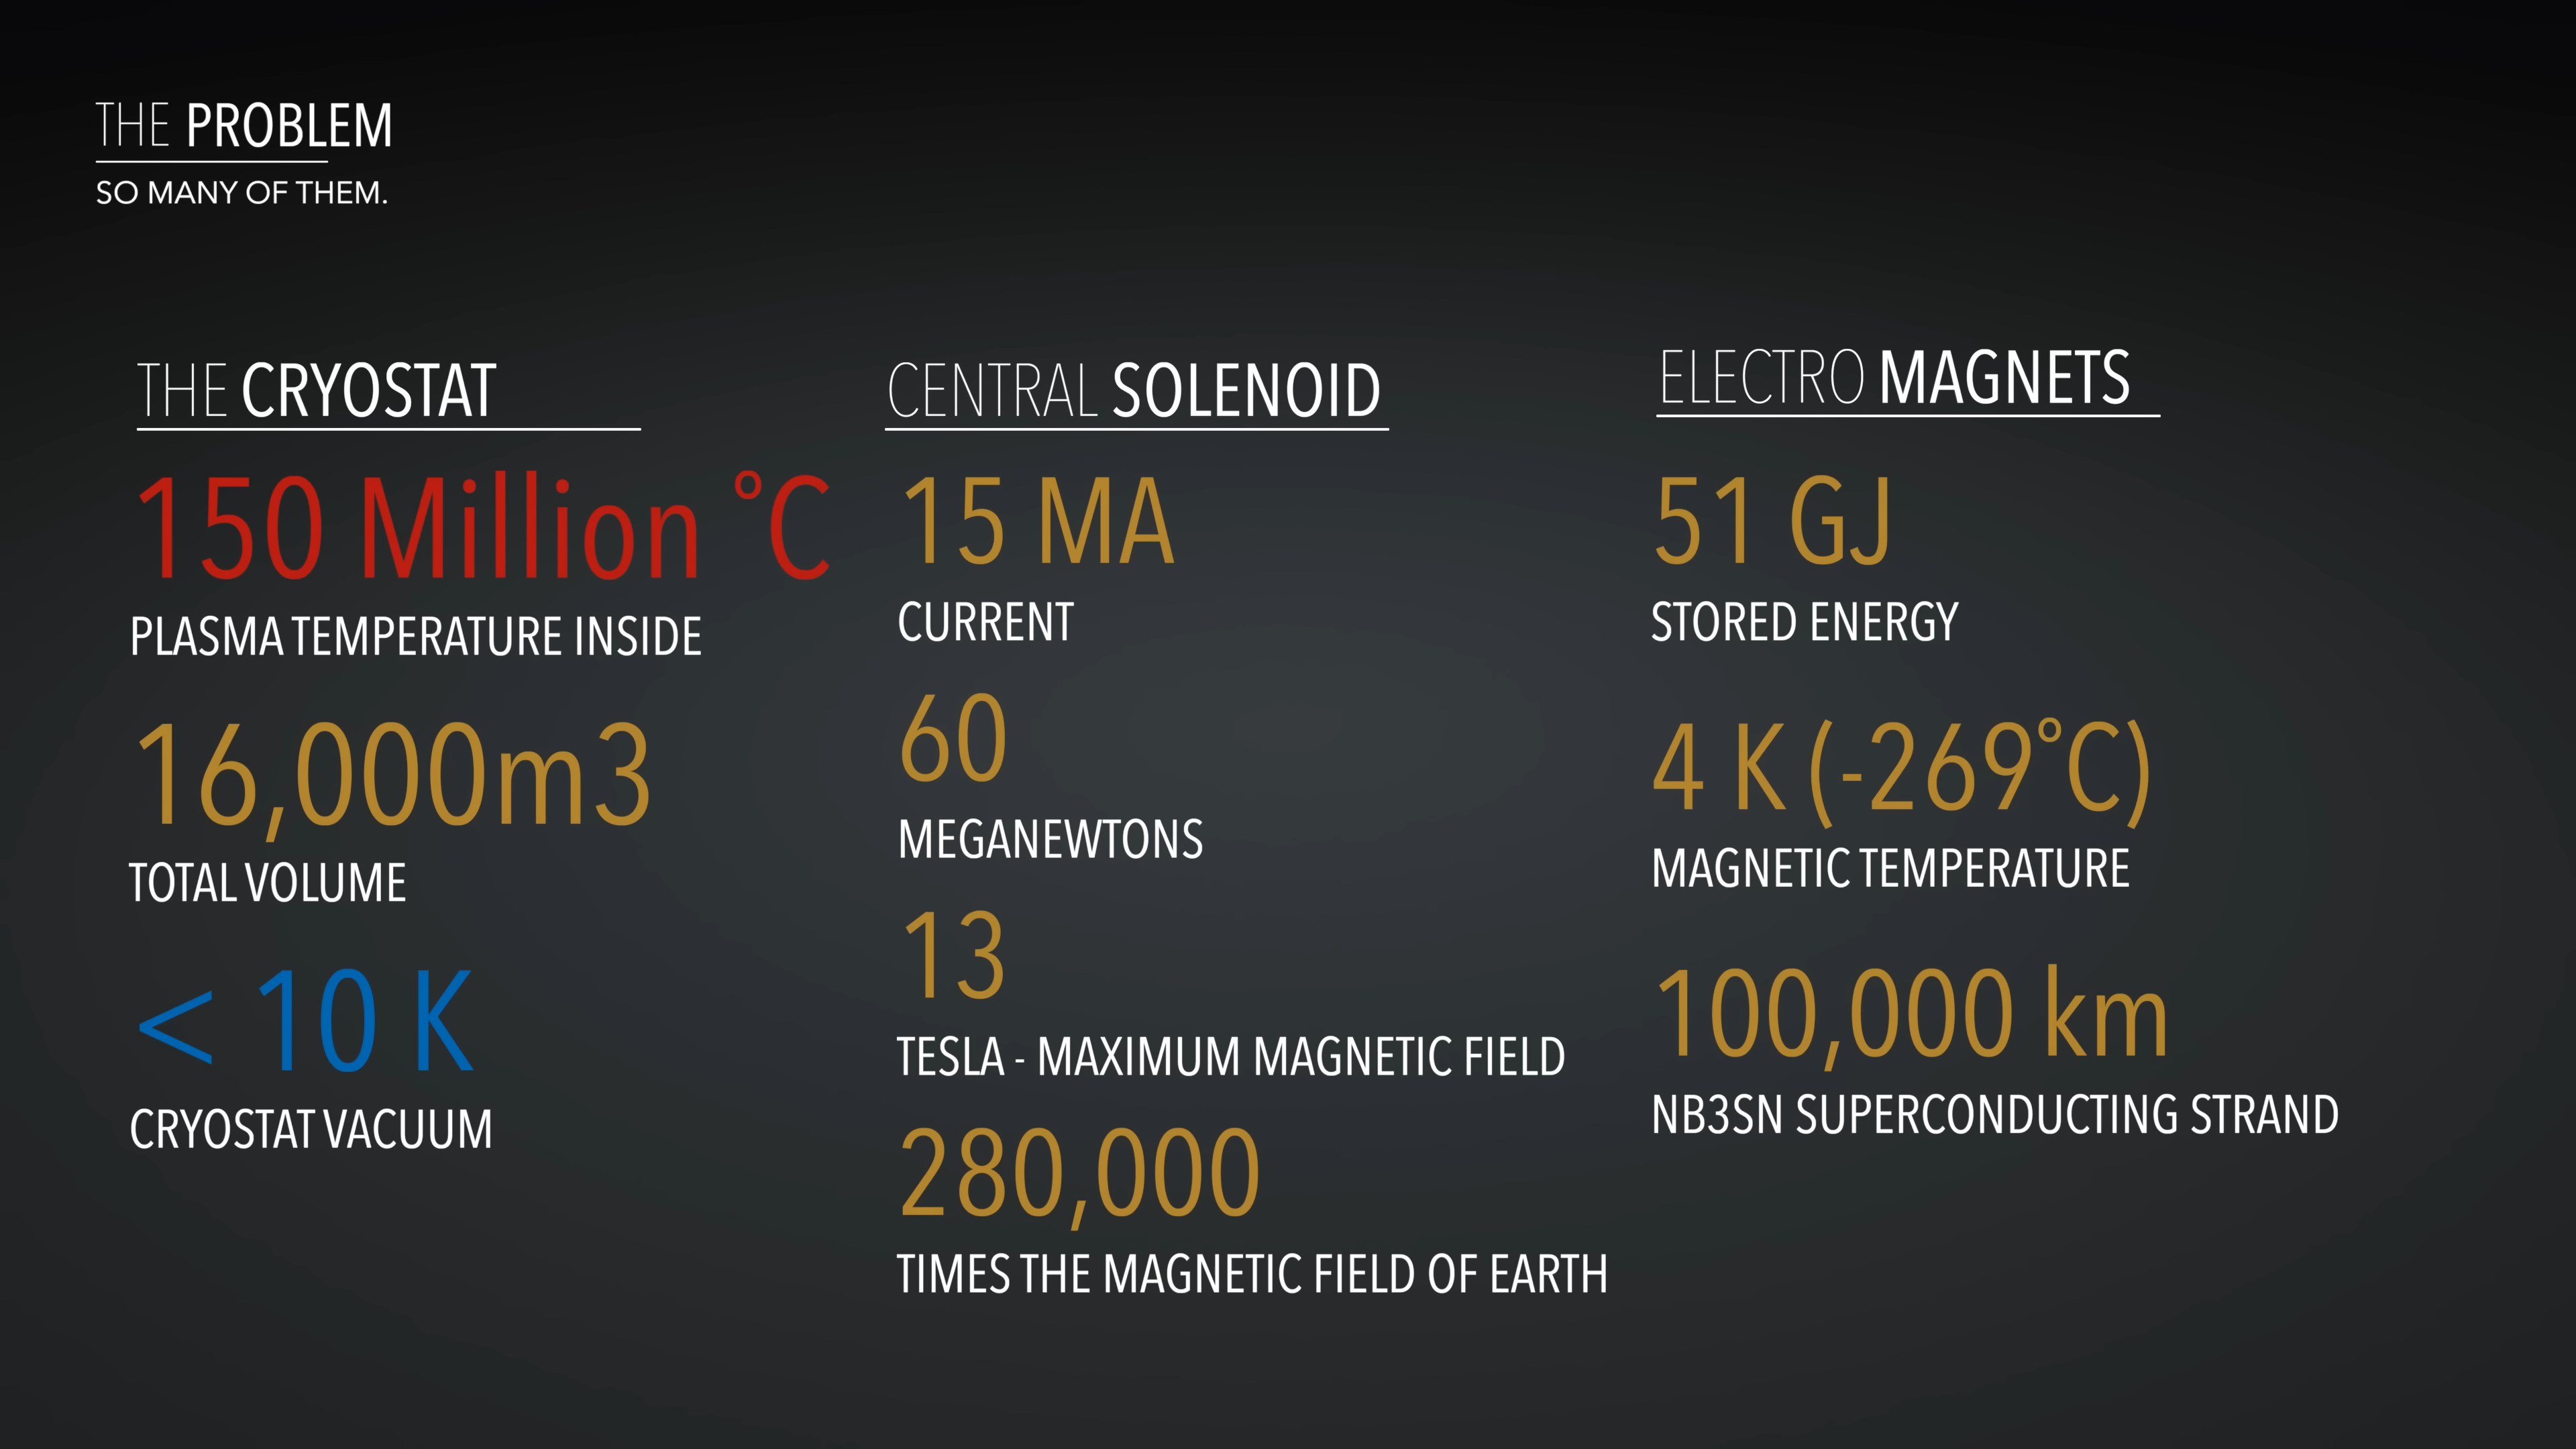 THE PROBLEM
SO MANY OF THEM.
THE CRYOSTAT
150 Million °C
PLASMA TEMPERATURE INSIDE
16,000m3
TOTAL VOLUME
< 10 K
CRYOSTAT VACUUM
CENTRAL SOLENOID
15 MA
CURRENT
60
MEGANEWTONS
13
TESLA - MAXIMUM MAGNETIC FIELD
280,000
TIMES THE MAGNETIC FIELD OF EARTH
ELECTRO MAGNETS
51 GJ
STORED ENERGY
4 K (-269°C)
MAGNETIC TEMPERATURE
100,000 km
NB3SN SUPERCONDUCTING STRAND